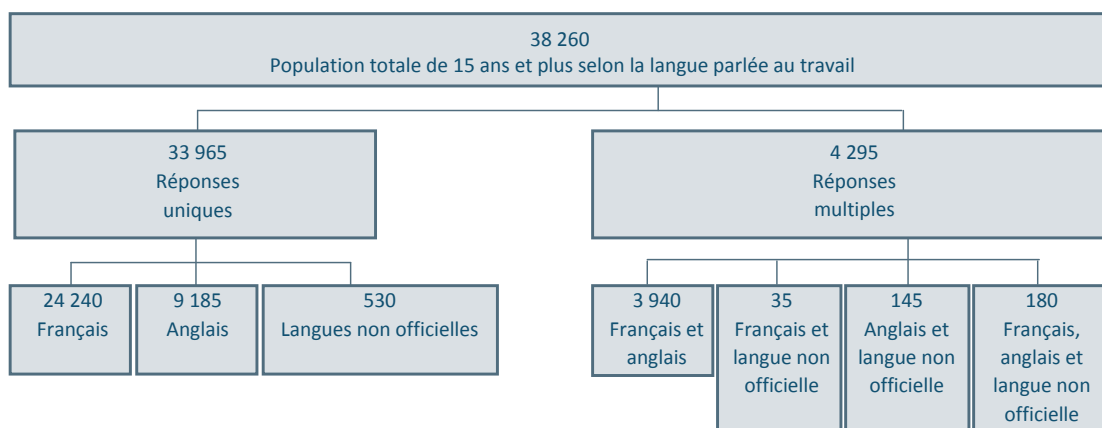 38 260
Population totale de 15 ans et plus selon la langue parlée au travail
33 965
Réponses
uniques
4 295
Réponses
multiples
24 240
Français
9 185
Anglais
530
Langues non officielles
3 940
Français et
anglais
35
Français et
langue non
officielle
145
Anglais et
langue non
officielle
180
Français,
anglais et
langue non
officielle